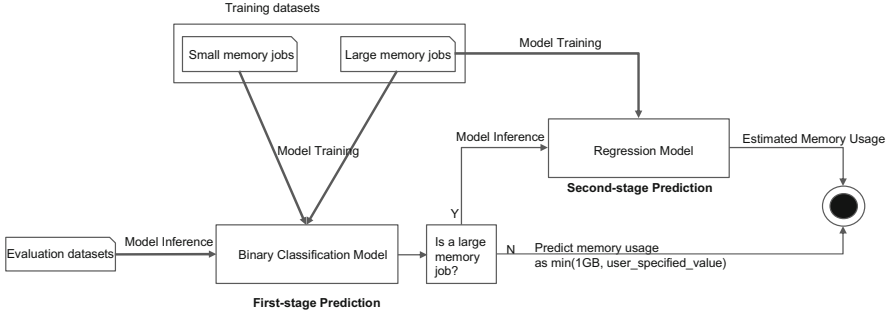 Training datasets
Small memory jobs
Large memory jobs
Model Training
Model Training
Model Inference
Regression Model
Estimated Memory Usage
Second-stage Prediction
Y
Evaluation datasets
Model Inference
Binary Classification Model
Is a large
memory
job?
N
Predict memory usage
as min(1GB, user_specified_value)
First-stage Prediction